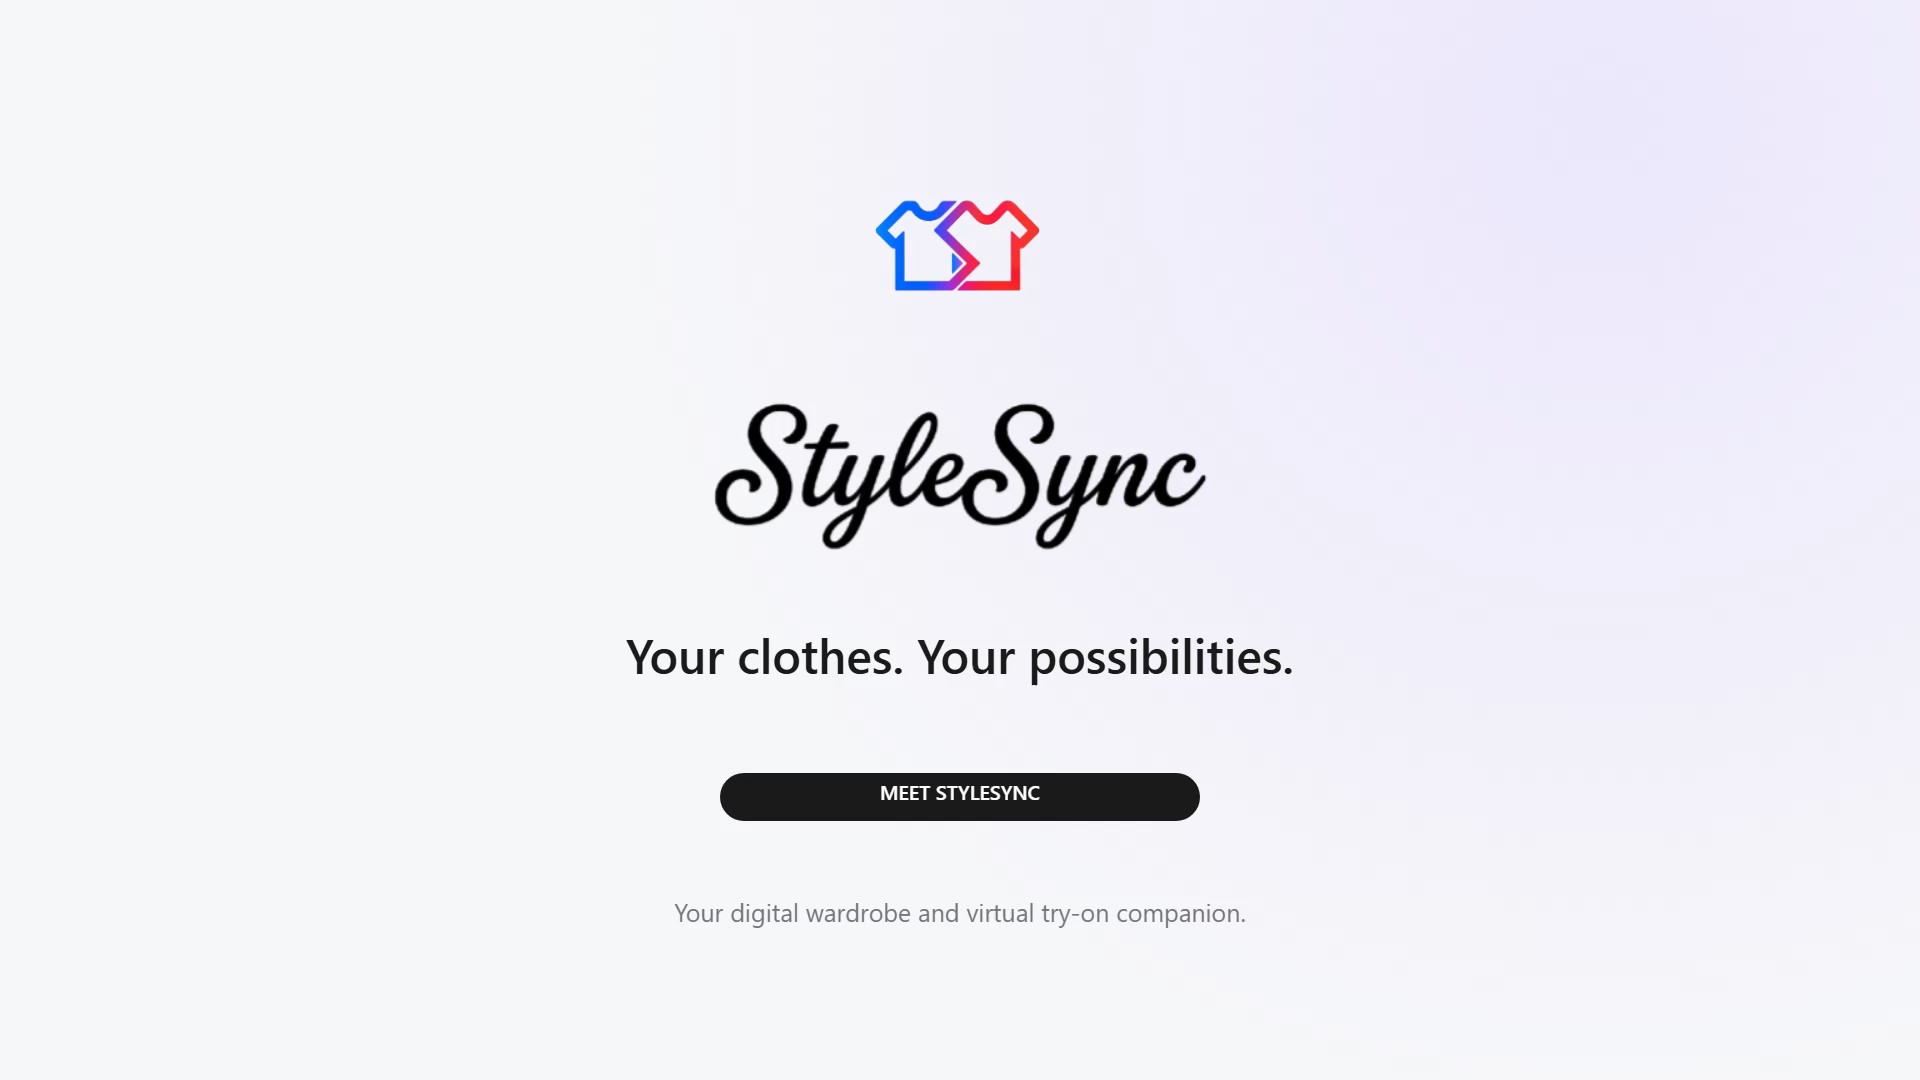 StyleSync
Your clothes. Your possibilities.
MEET STYLESYNC
Your digital wardrobe and virtual try-on companion.